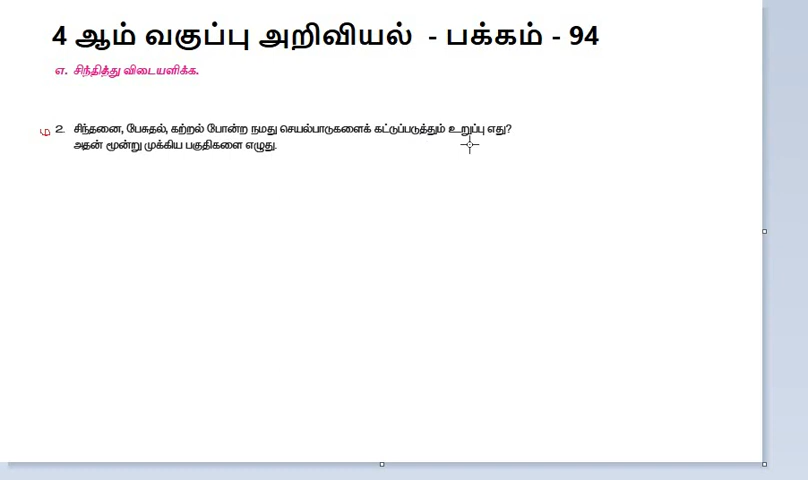 4 ஆம் வகுப்பு அறிவியல் - பக்கம் - 94
எ. சிந்தித்து விடையளிக்க.
2. சிந்தனை, பேசுதல், கற்றல் போன்ற நமது செயல்பாடுகளைக் கட்டுப்படுத்தும் உறுப்பு எது?
அதன் மூன்று முக்கிய பகுதிகளை எழுது.